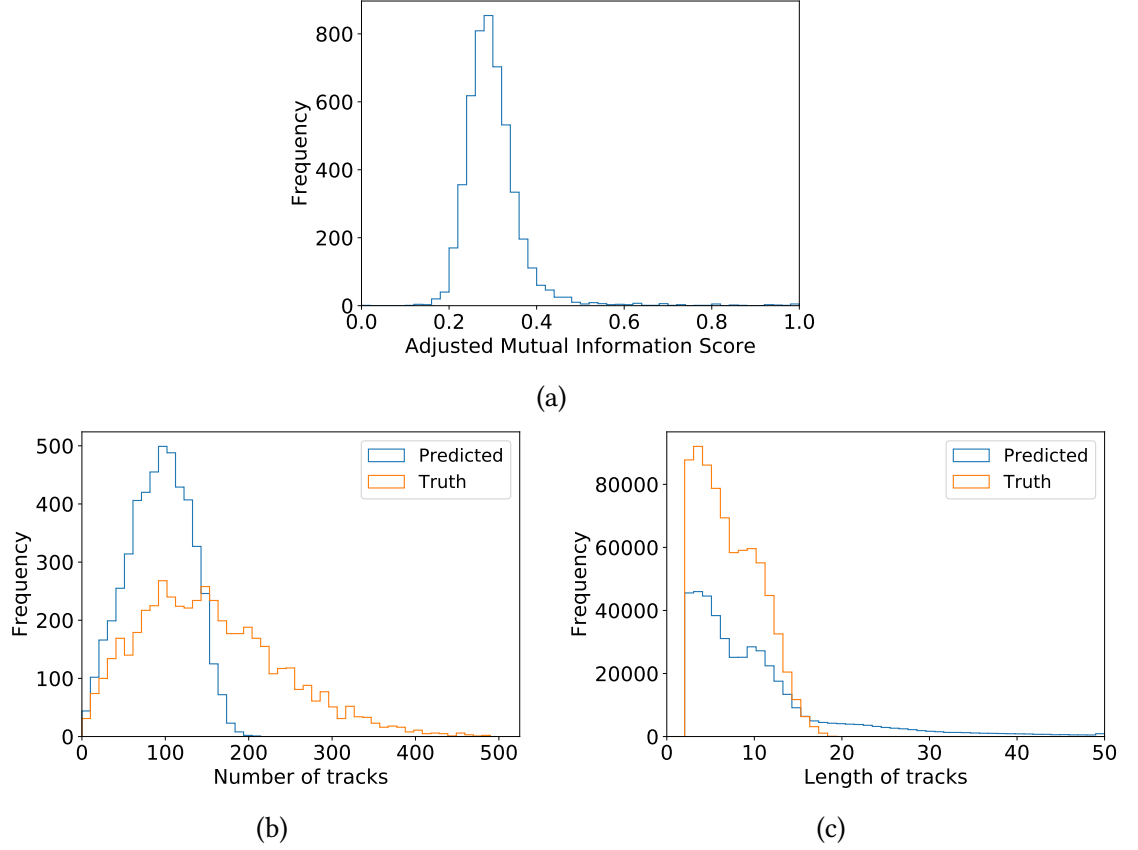 800
600
400
200
0
Frequency
0.0 0.2 0.4 0.6 0.8 1.0
Adjusted Mutual Information Score
(a)
500
400
300
200
100
0
Frequency
Predicted
Truth
0 100 200 300 400 500
Number of tracks
(b)
80000
60000
40000
20000
0
Frequency
Predicted
Truth
0 10 20 30 40 50
Length of tracks
(c)